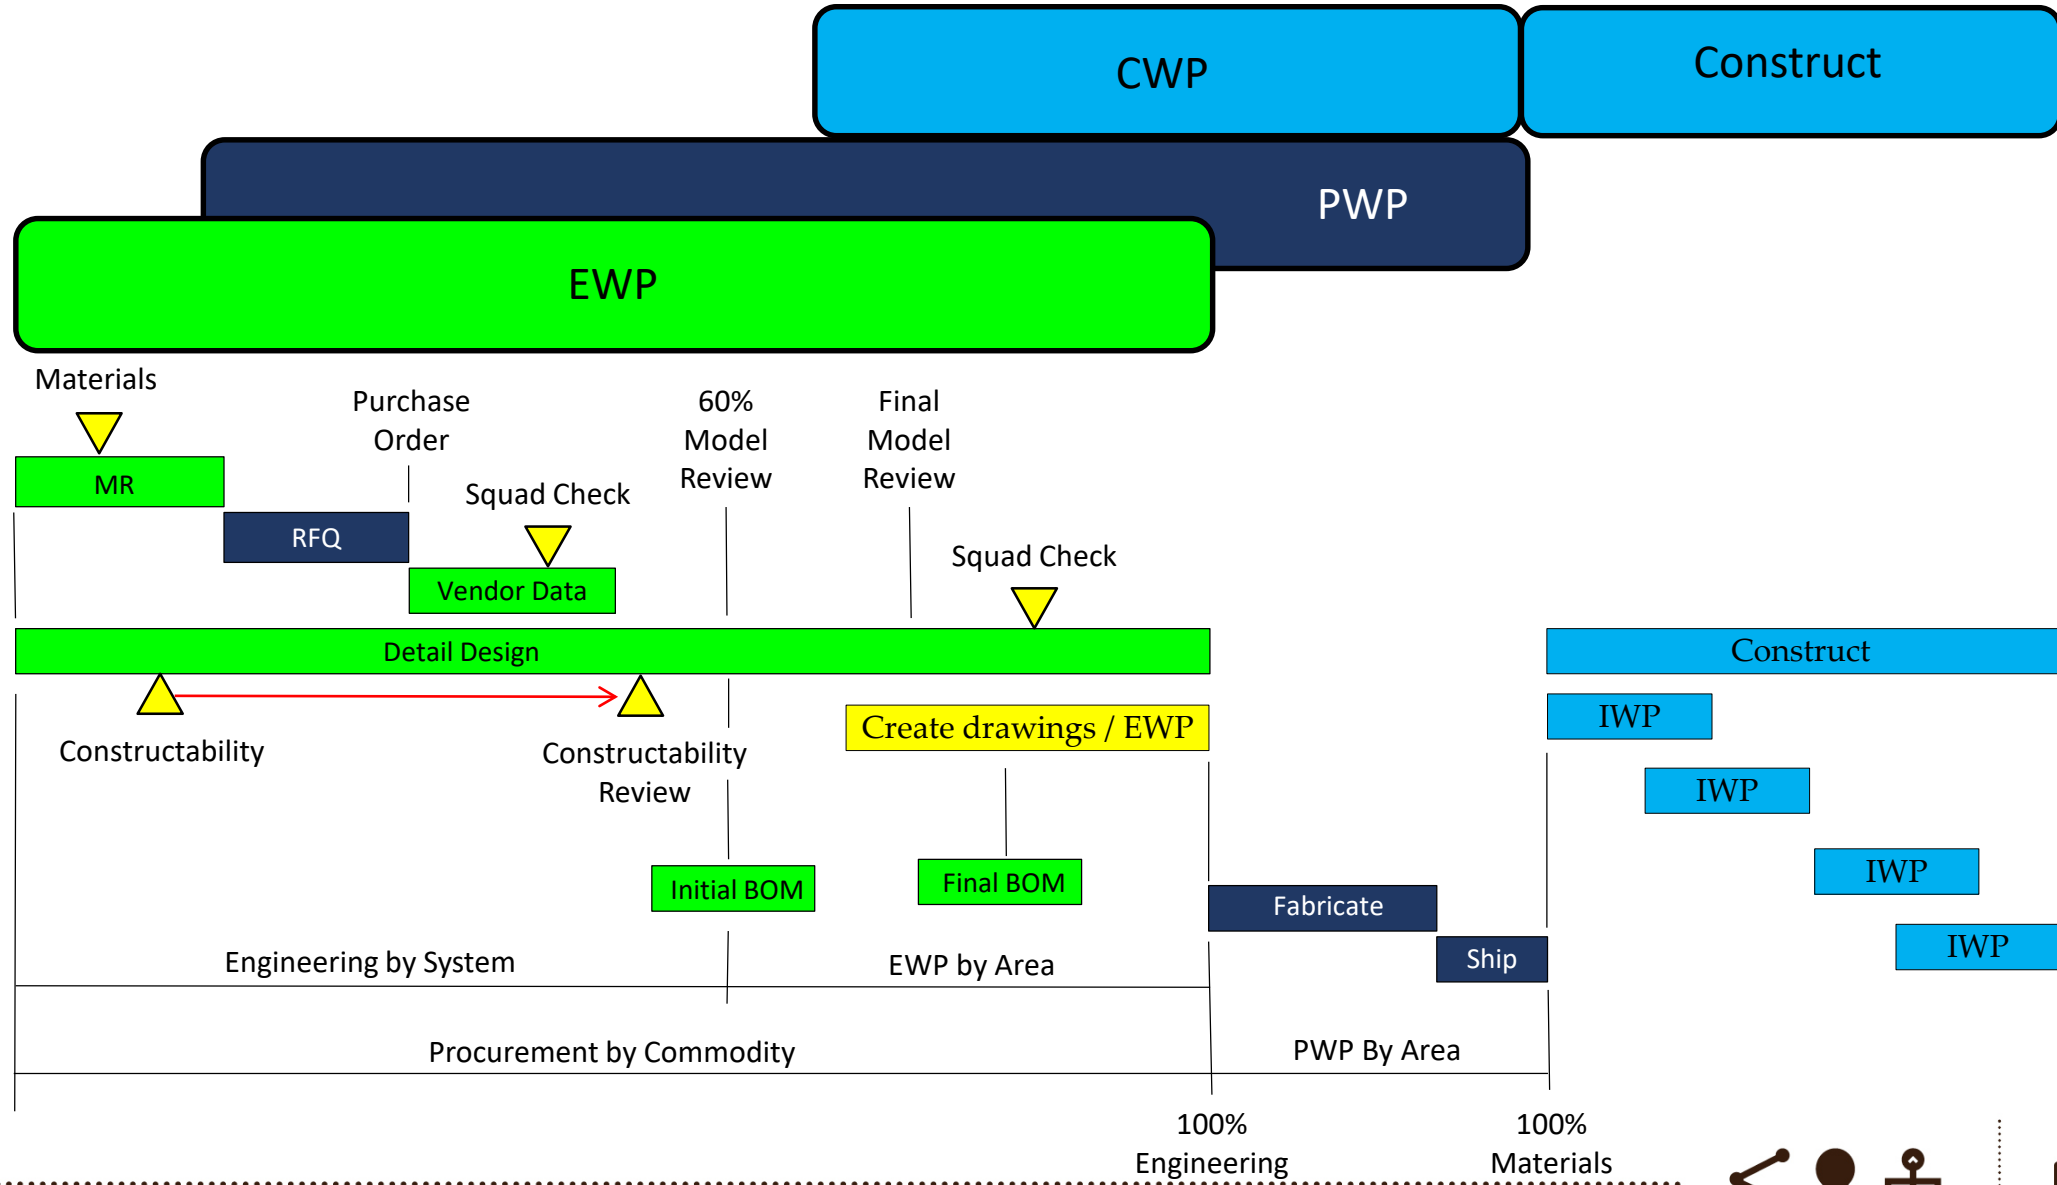 CWP
Construct
PWP
EWP
Materials
Purchase
Order
60%
Model
Review
Final
Model
Review
MR
Squad Check
RFQ
Squad Check
Vendor Data
Detail Design
Construct
Create drawings / EWP
IWP
Constructability
Constructability
Review
IWP
Initial BOM
Final BOM
IWP
Fabricate
Engineering by System
EWP by Area
Ship
IWP
Procurement by Commodity
PWP By Area
100%
Engineering
100%
Materials